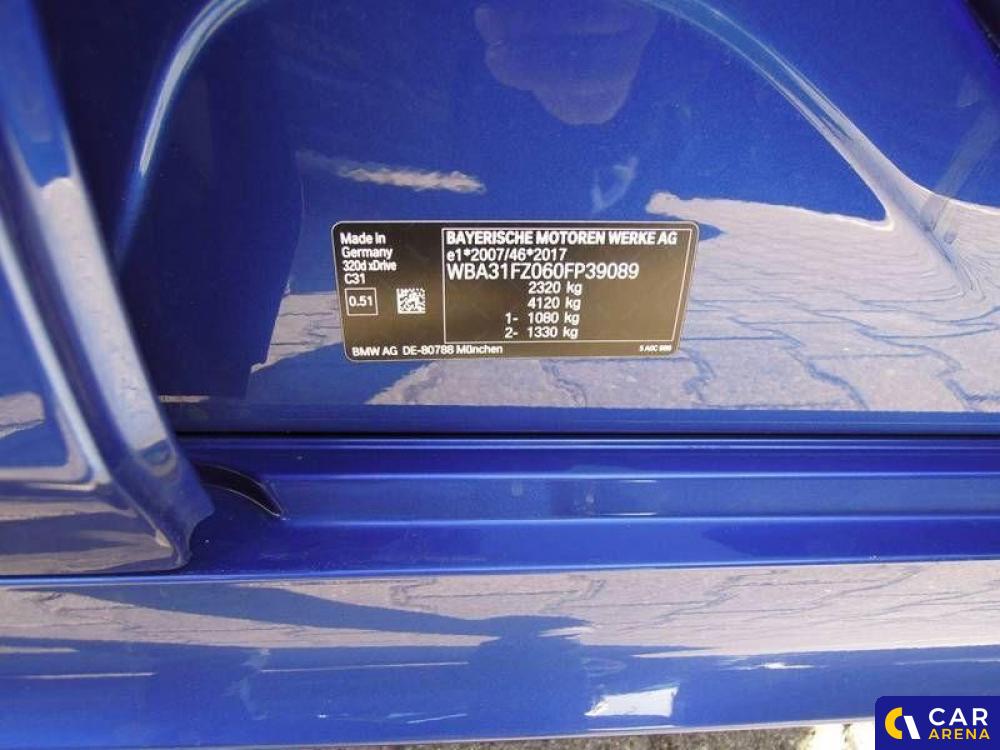 Made in
Germany
320d xDrive
C31
0.51
BAYERISCHE MOTOREN WERKE AG
e1*2007/46*2017
WBA31FZ060FP39089
2320 kg
4120 kg
1- 1080 kg
2- 1330 kg
BMW AG DE-80788 München
CAR
ARENA